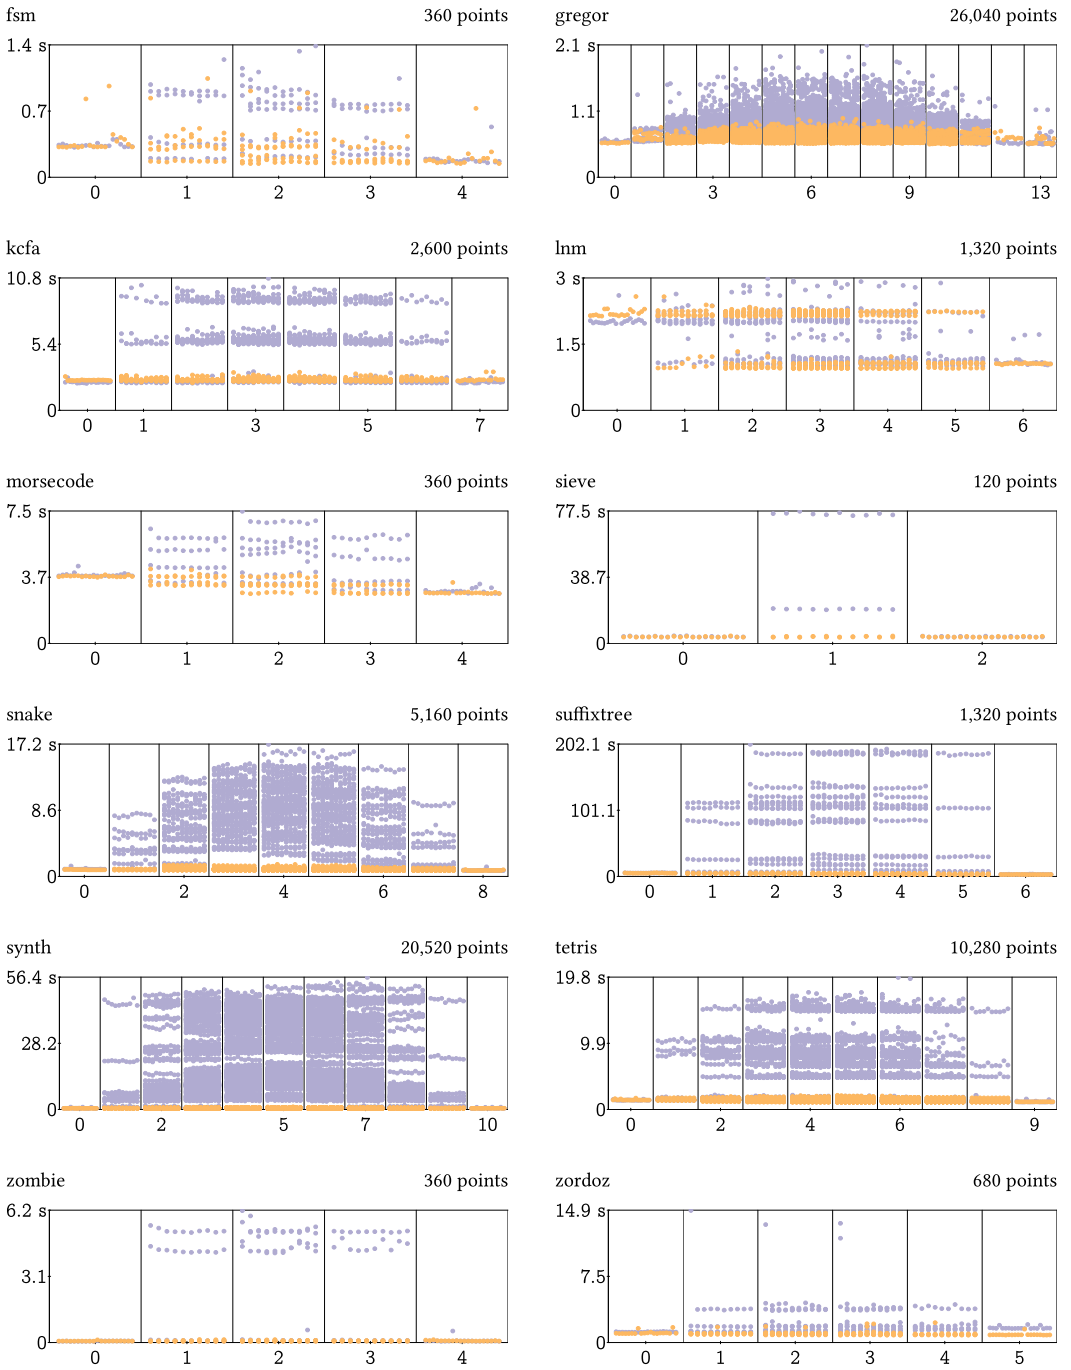 fsm 360 points
1.4 s
0.7
0
0 1 2 3 4
gregor 26,040 points
2.1 s
1.1
0
0 3 6 9 13
kcfa 2,600 points
10.8 s
5.4
0
0 1 3 5 7
lnm 1,320 points
3 s
1.5
0
0 1 2 3 4 5 6
morsecode 360 points
7.5 s
3.7
0
0 1 2 3 4
sieve 120 points
77.5 s
38.7
0
0 1 2
snake 5,160 points
17.2 s
8.6
0
0 2 4 6 8
suffixtree 1,320 points
202.1 s
101.1
0
0 1 2 3 4 5 6
synth 20,520 points
56.4 s
28.2
0
0 2 5 7 10
tetris 10,280 points
19.8 s
9.9
0
0 2 4 6 9
zombie 360 points
6.2 s
3.1
0
0 1 2 3 4
zordoz 680 points
14.9 s
7.5
0
0 1 2 3 4 5